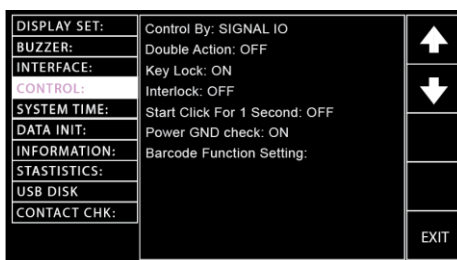 DISPLAY SET:
BUZZER:
INTERFACE:
CONTROL:
SYSTEM TIME:
DATA INIT:
INFORMATION:
STASTISTICS:
USB DISK
CONTACT CHK:
Control By: SIGNAL IO
Double Action: OFF
Key Lock: ON
Interlock: OFF
Start Click For 1 Second: OFF
Power GND check: ON
Barcode Function Setting:
EXIT